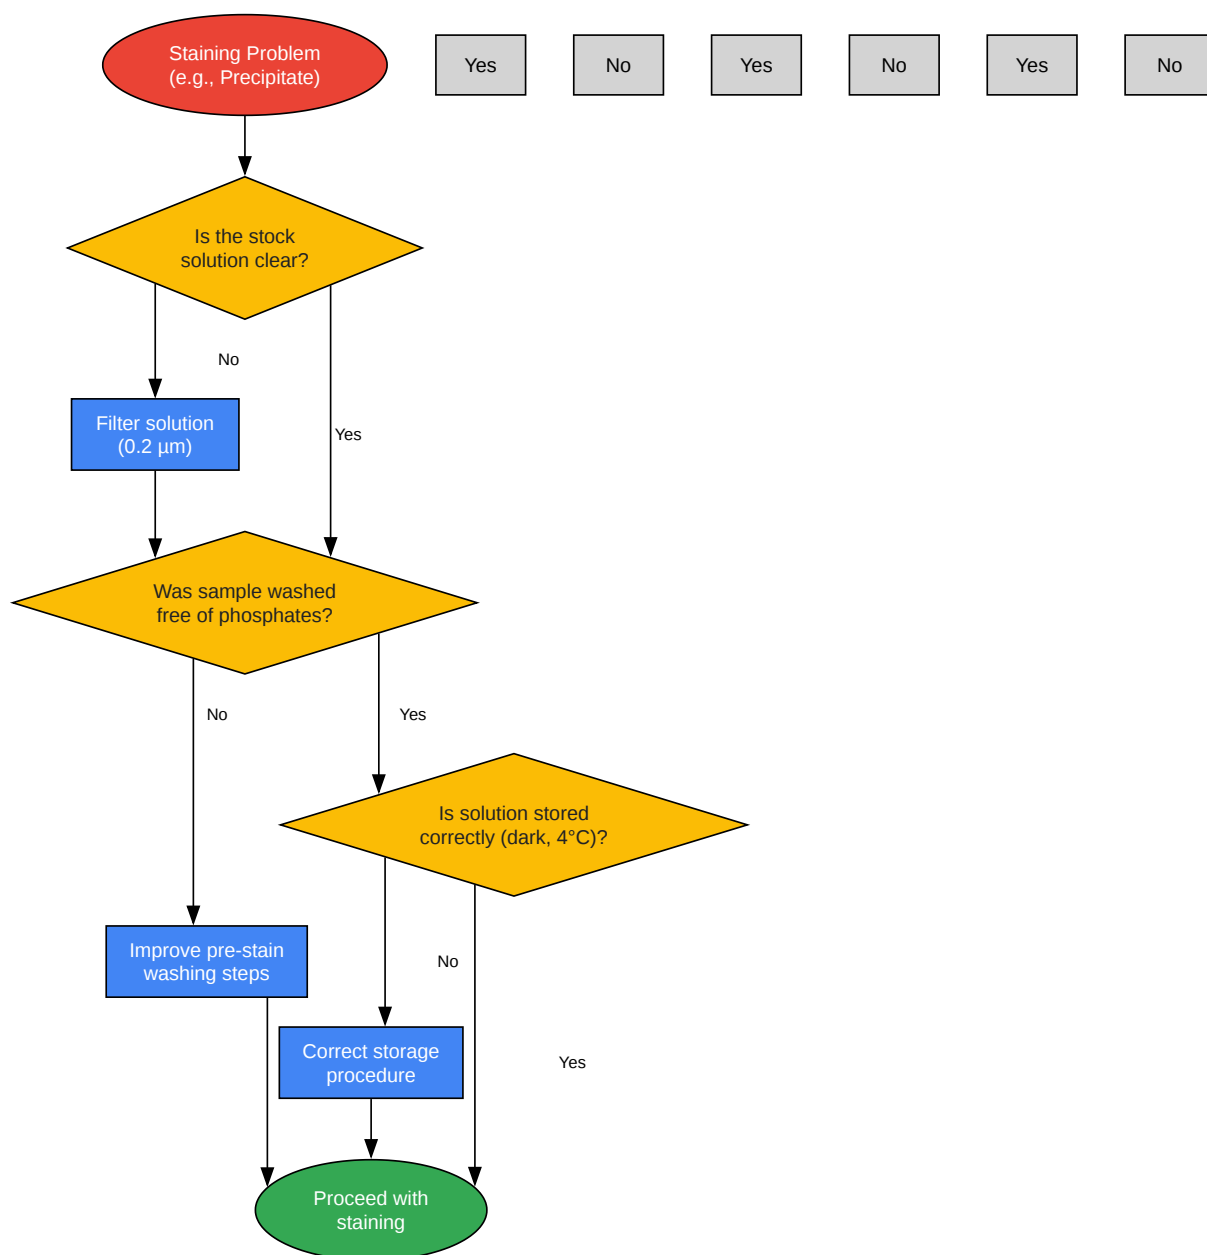 Staining Problem
(e.g., Precipitate)
Yes
No
Yes
No
Yes
No
Is the stock
solution clear?
No
Filter solution
(0.2 µm)
Yes
Was sample washed
free of phosphates?
No
Yes
Is solution stored
correctly (dark, 4°C)?
Improve pre-stain
washing steps
No
Correct storage
procedure
Yes
Proceed with
staining